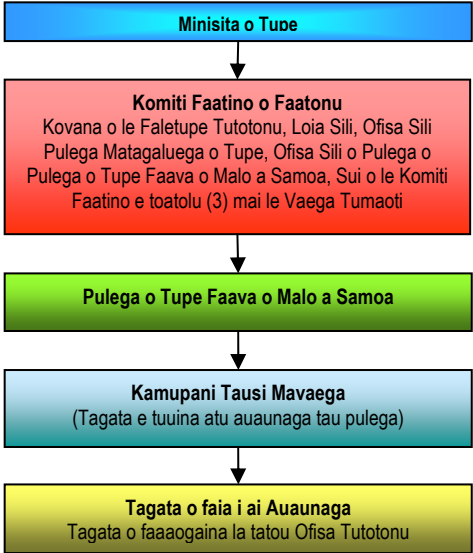 Minisita o Tupe
Komiti Faatino o Faatonu
Kovana o le Faletupe Tutotonu, Loia Sili, Ofisa Sili
Pulega Matagaluega o Tupe, Ofisa Sili o Pulega o
Pulega o Tupe Faava o Malo a Samoa, Sui o le Komiti
Faatino e toatolu (3) mai le Vaega Tumaoti
Pulega o Tupe Faava o Malo a Samoa
Kamupani Tausi Mavaega
(Tagata e tuuina atu auaunaga tau pulega)
Tagata o faia i ai Auaunaga
Tagata o faaaogaina la tatou Ofisa Tutotonu